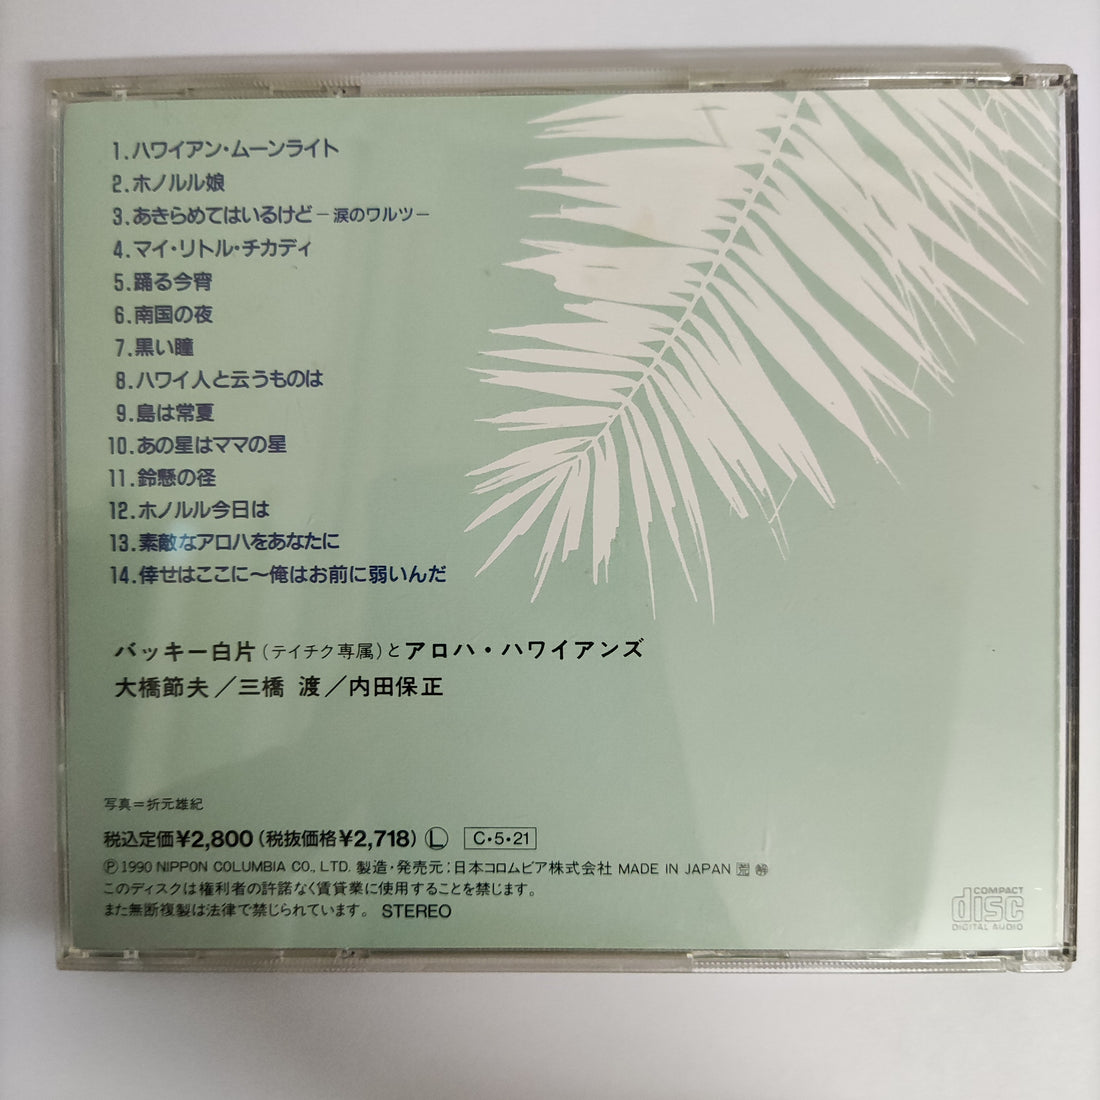 1.ハワイアン・ムーンライト
2.ホノルル娘
3.あきらめてはいるけど－涙のワルツ－
4.マイ・リトル・チカディ
5.踊る今宵
6.南国の夜
7.黒い瞳
8.ハワイ人と云うものは
9.島は常夏
10.あの星はママの星
11.鈴懸の径
12.ホノルル今日は
13.素敵なアロハをあなたに
14.倖せはここに～俺はお前に弱いんだ
バッキー白片(テイチク専属)とアロハ・ハワイアンズ
大橋節夫／三橋 渡／内田保正
写真＝折元雄紀
税込定価¥2,800(税抜価格¥2,718) Ⓛ C・5・21
Ⓟ1990 NIPPON COLUMBIA CO., LTD. 製造・発売元：日本コロムビア株式会社 MADE IN JAPAN
このディスクは権利者の許諾なく賃貸業に使用することを禁じます。
また無断複製は法律で禁じられています。 STEREO
COMPACT
disc
DIGITAL AUDIO